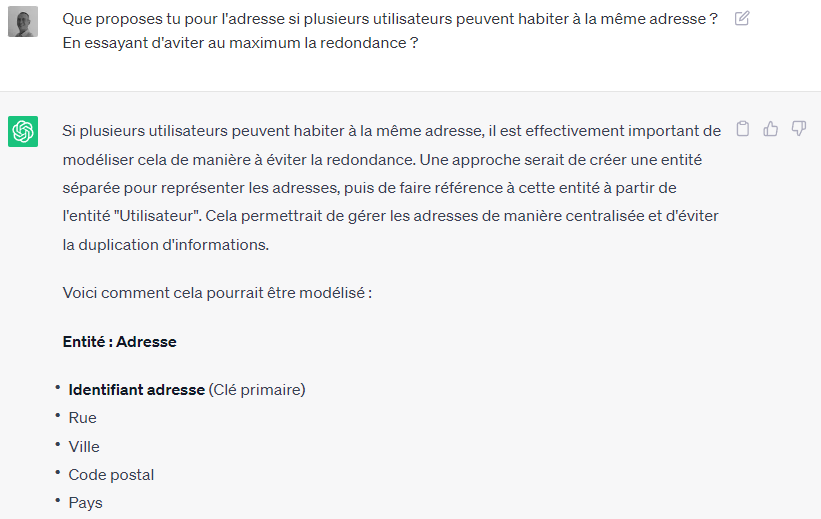 Que proposes tu pour l'adresse si plusieurs utilisateurs peuvent habiter à la même adresse ?
En essayant d'aviter au maximum la redondance ?
Si plusieurs utilisateurs peuvent habiter à la même adresse, il est effectivement important de
modéliser cela de manière à éviter la redondance. Une approche serait de créer une entité
séparée pour représenter les adresses, puis de faire référence à cette entité à partir de
l'entité "Utilisateur". Cela permettrait de gérer les adresses de manière centralisée et d'éviter
la duplication d'informations.
Voici comment cela pourrait être modélisé :
Entité : Adresse
• Identifiant adresse (Clé primaire)
• Rue
• Ville
• Code postal
• Pays